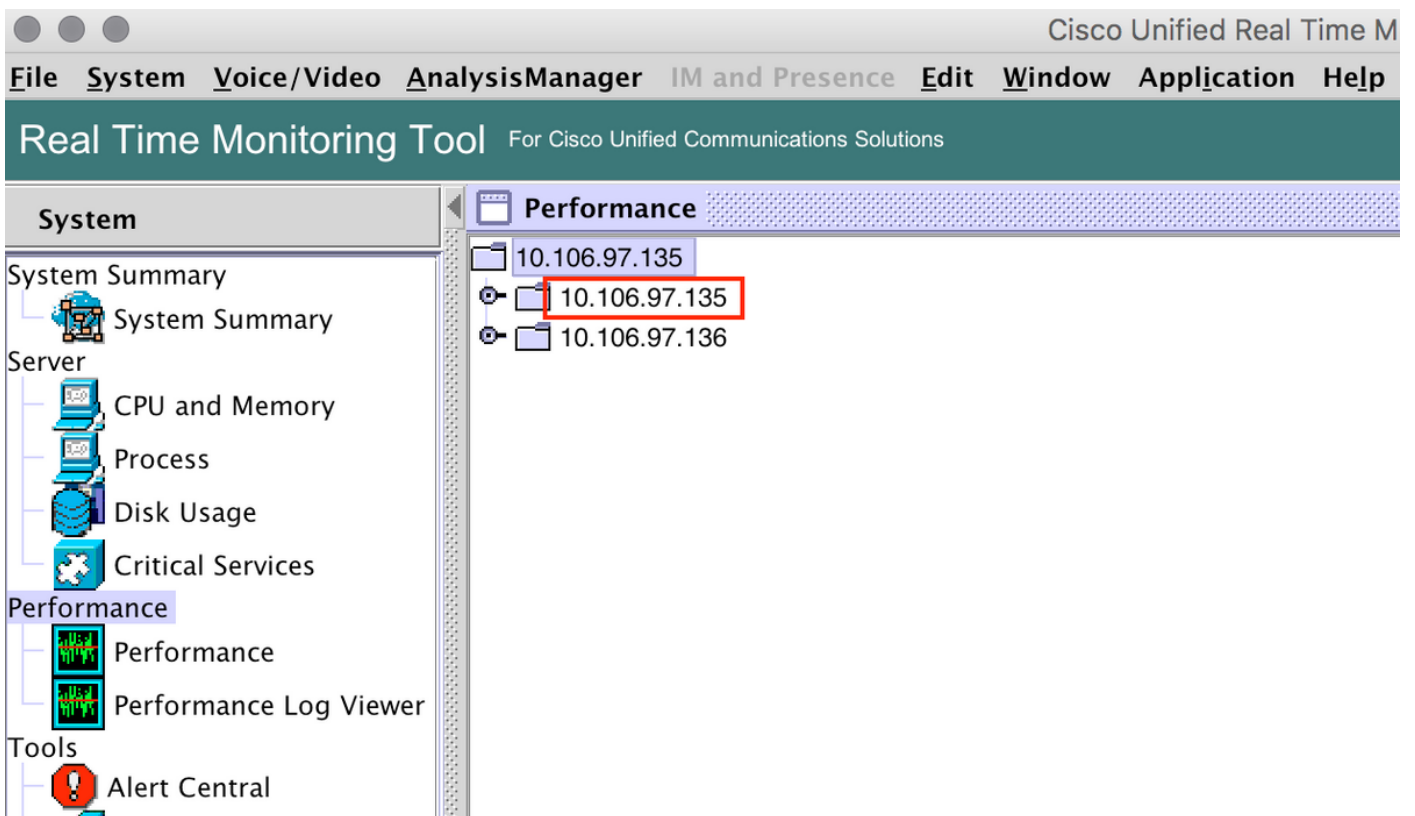 Cisco Unified Real Time M
File System Voice/Video AnalysisManager IM and Presence Edit Window Application Help
Real Time Monitoring Tool For Cisco Unified Communications Solutions
System
System Summary
System Summary
Server
CPU and Memory
Process
Disk Usage
Critical Services
Performance
Performance
Performance Log Viewer
Tools
Alert Central
Performance
10.106.97.135
10.106.97.135
10.106.97.136